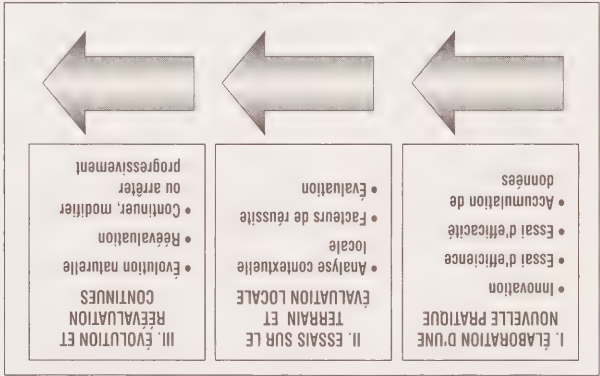 I. ÉLABORATION D'UNE
NOUVELLE PRATIQUE
• Innovation
• Essai d'efficience
• Essai d'efficacité
• Accumulation de
données
II. ESSAIS SUR LE
TERRAIN ET
ÉVALUATION LOCALE
• Analyse contextuelle
locale
• Facteurs de réussite
• Évaluation
III. ÉVOLUTION ET
RÉÉVALUATION
CONTINUES
• Évolution naturelle
• Réévaluation
• Continuer, modifier
ou arrêter
progressivement